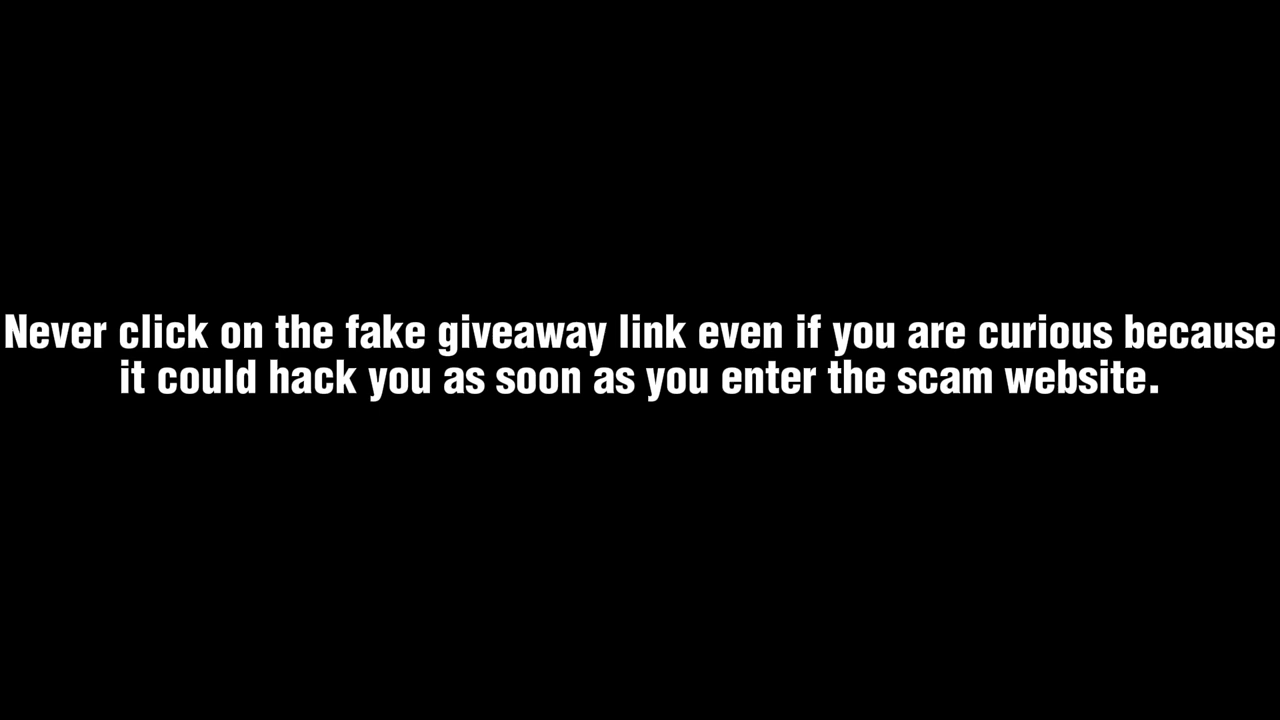 Never click on the fake giveaway link even if you are curious because
it could hack you as soon as you enter the scam website.